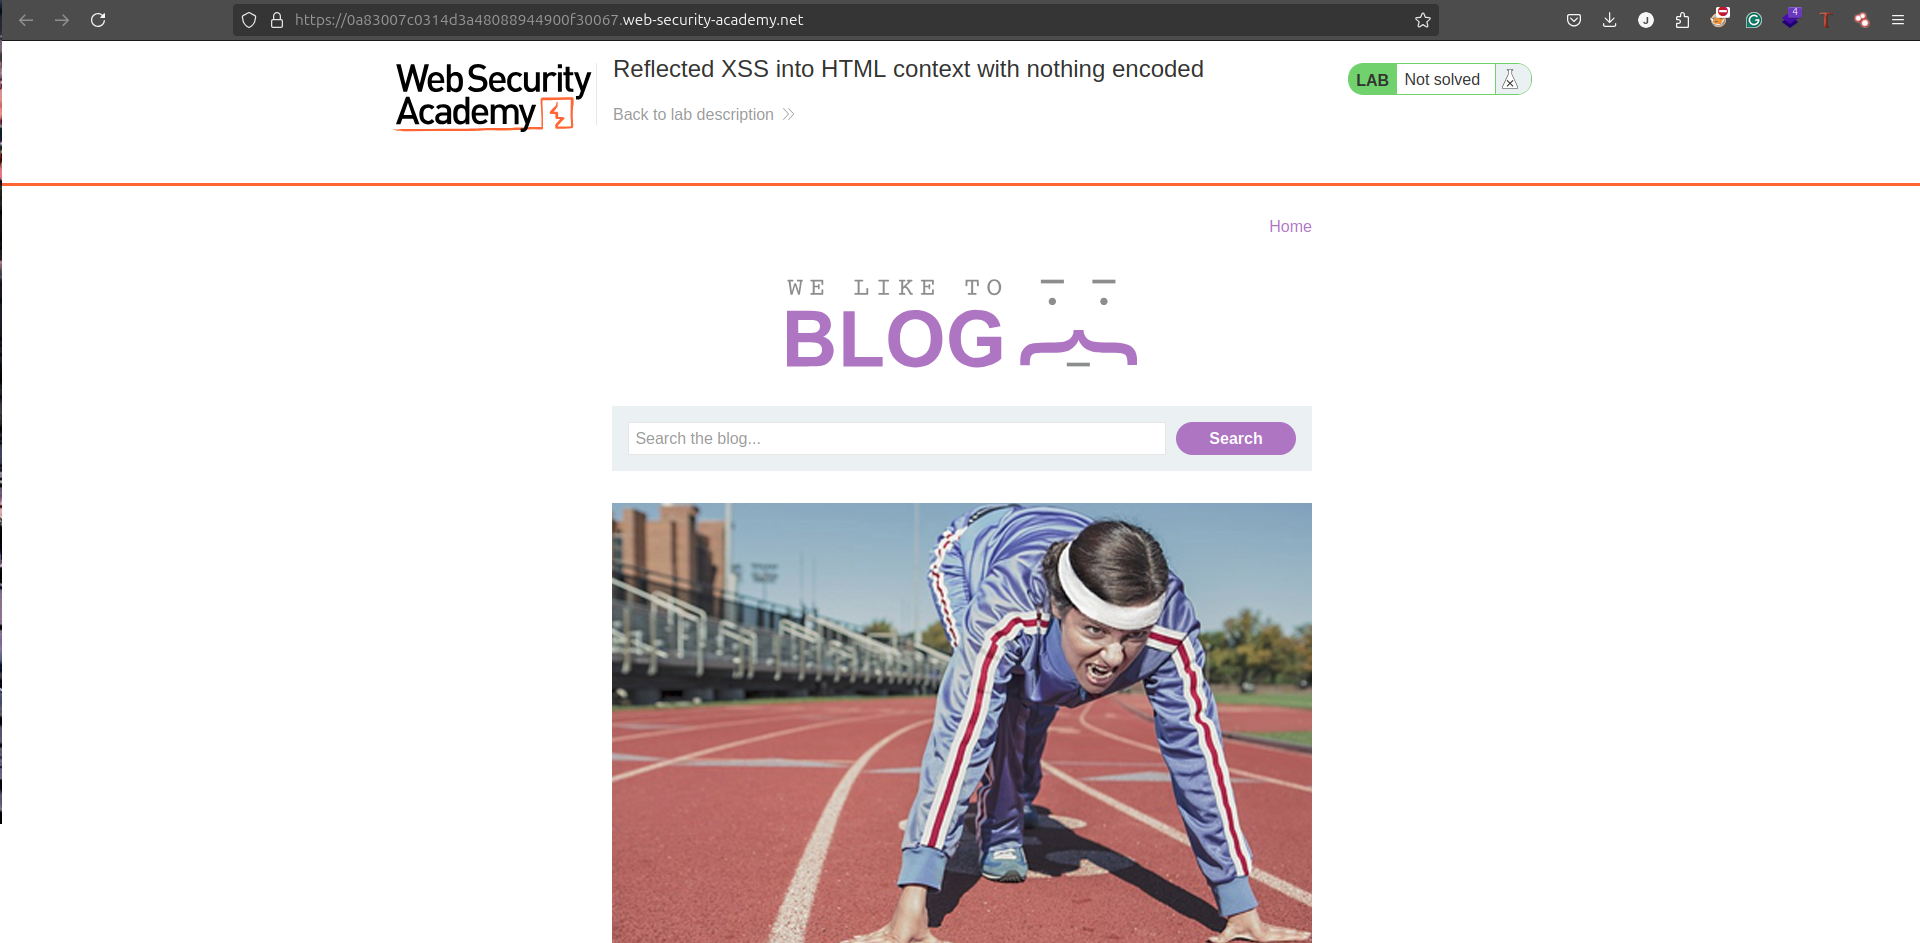 https://0a83007c0314d3a48088944900f30067.web-security-academy.net
4
Web Security
Academy
Reflected XSS into HTML context with nothing encoded
Back to lab description
LAB Not solved
Home
WE LIKE TO
BLOG
Search the blog...
Search